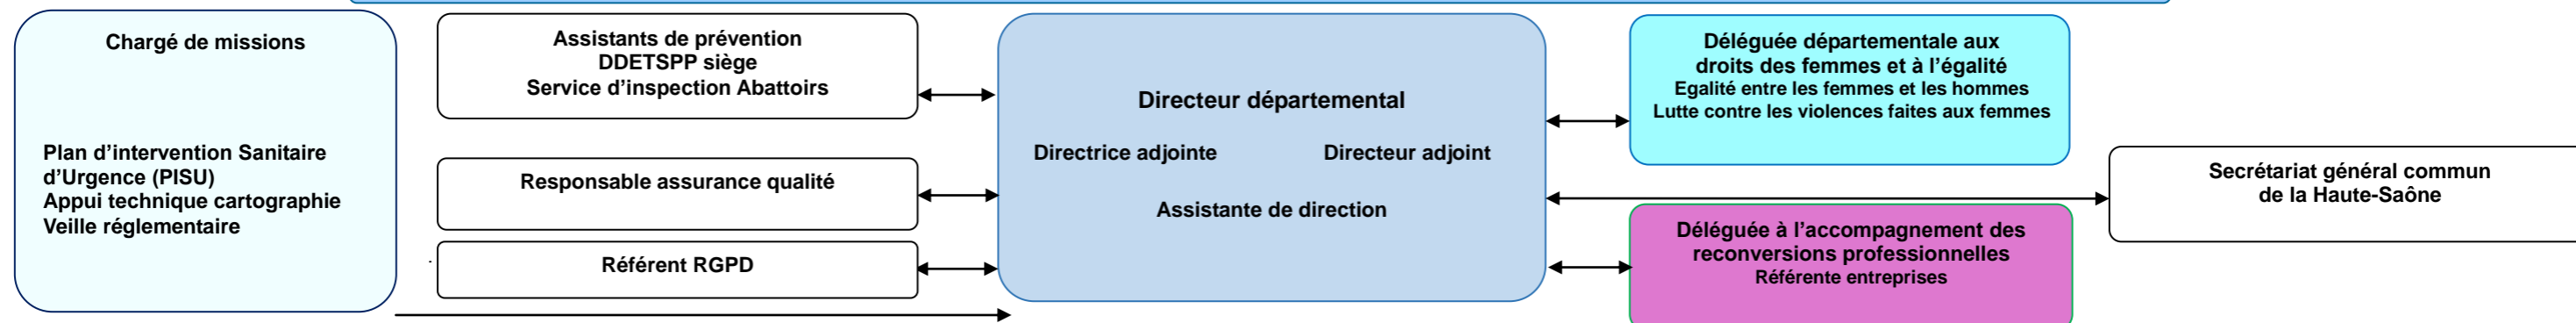 Chargé de missions
Plan d’intervention Sanitaire
d’Urgence (PISU)
Appui technique cartographie
Veille réglementaire
Assistants de prévention
DDETSPP siège
Service d’inspection Abattoirs
Responsable assurance qualité
Référent RGPD
Directeur départemental
Directrice adjointe Directeur adjoint
Assistante de direction
Déléguée départementale aux
droits des femmes et à l’égalité
Egalité entre les femmes et les hommes
Lutte contre les violences faites aux femmes
Déléguée à l’accompagnement des
reconversions professionnelles
Référente entreprises
Secrétariat général commun
de la Haute-Saône